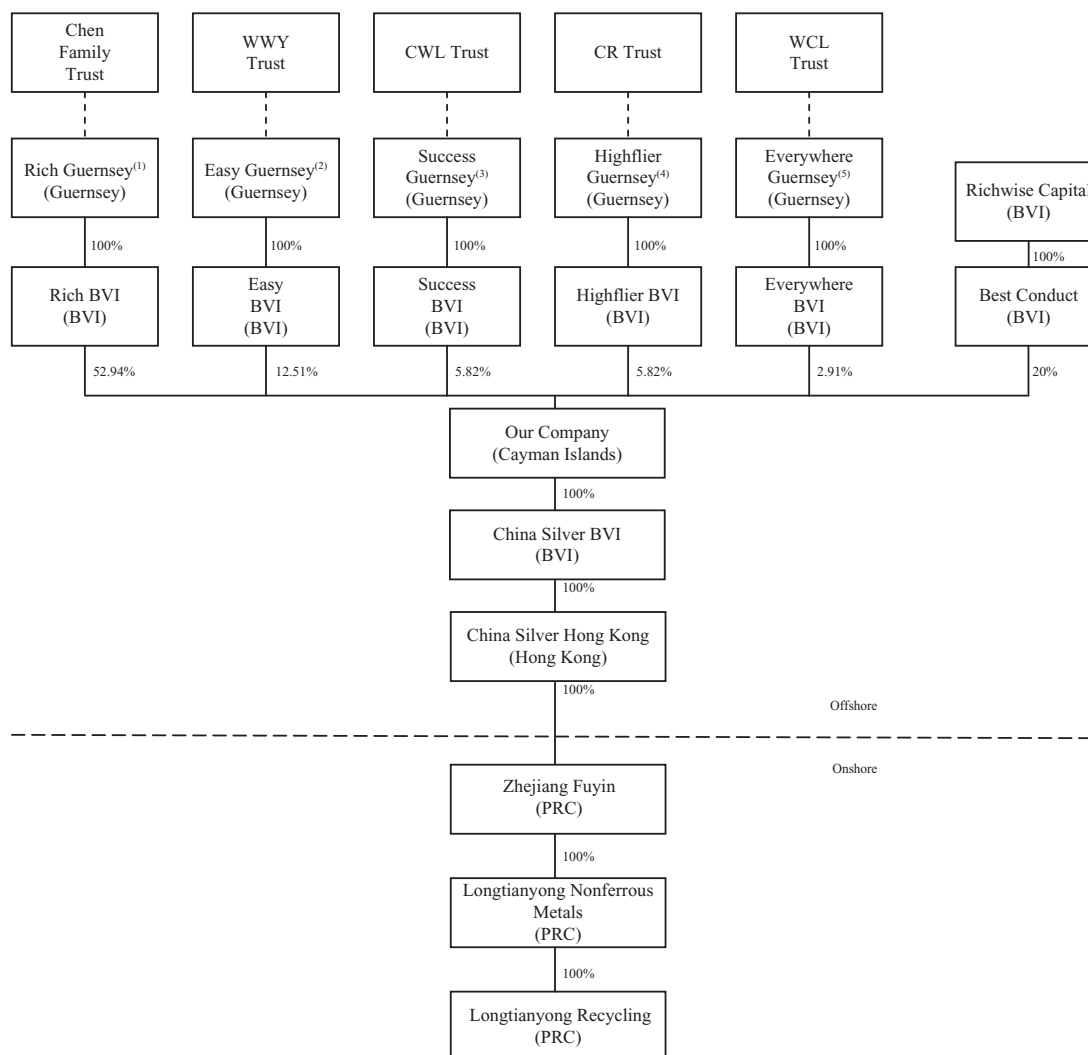 Chen
Family
Trust
WWY
Trust
CWL Trust
CR Trust
WCL
Trust
Rich Guernsey(1)
(Guernsey)
Easy Guernsey(2)
(Guernsey)
Success
Guernsey(3)
(Guernsey)
Highflier
Guernsey(4)
(Guernsey)
Everywhere
Guernsey(5)
(Guernsey)
Richwise Capital
(BVI)
100%
100%
100%
100%
100%
100%
Rich BVI
(BVI)
Easy
BVI
(BVI)
Success
BVI
(BVI)
Highflier BVI
(BVI)
Everywhere
BVI
(BVI)
Best Conduct
(BVI)
52.94%
12.51%
5.82%
5.82%
2.91%
20%
Our Company
(Cayman Islands)
100%
China Silver BVI
(BVI)
100%
China Silver Hong Kong
(Hong Kong)
100%
Offshore
Onshore
Zhejiang Fuyin
(PRC)
100%
Longtianyong Nonferrous
Metals
(PRC)
100%
Longtianyong Recycling
(PRC)